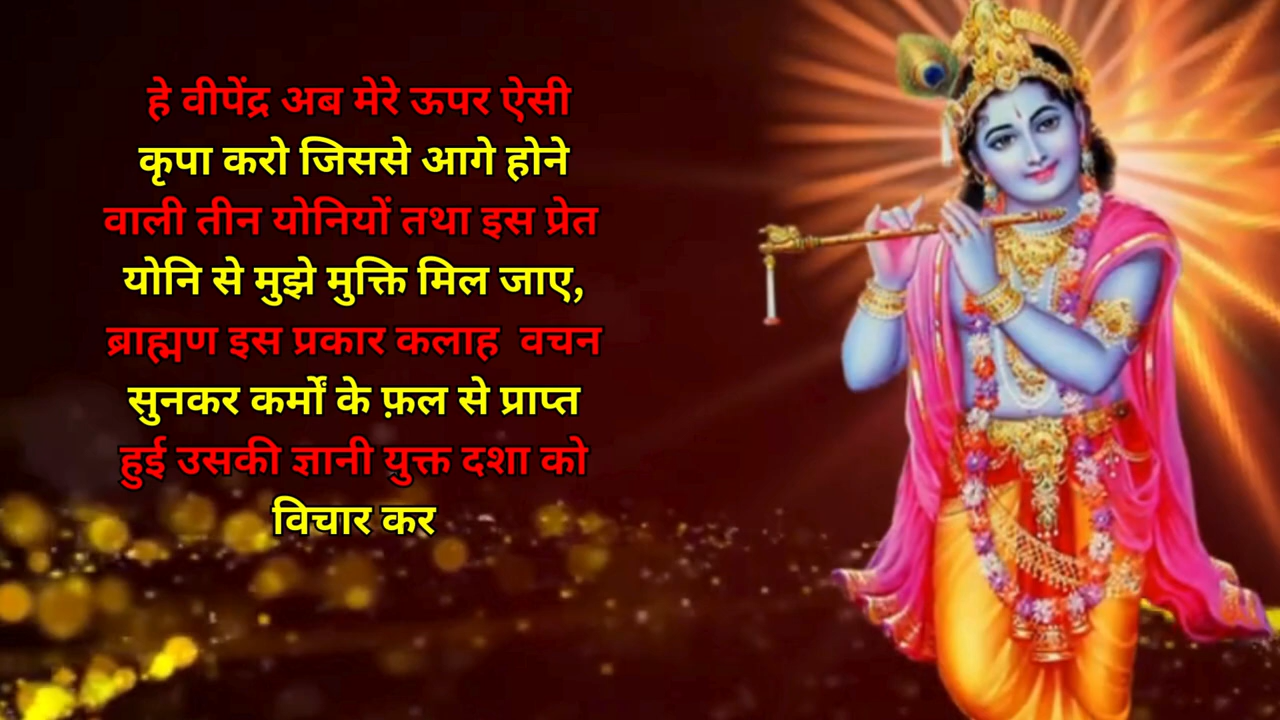 हे वीपेंद्र अब मेरे ऊपर ऐसी
कृपा करो जिससे आगे होने
वाली तीन योनियों तथा इस प्रेत
योनि से मुझे मुक्ति मिल जाए,
ब्राह्मण इस प्रकार कलाह वचन
सुनकर कर्मों के फ़ल से प्राप्त
हुई उसकी ज्ञानी युक्त दशा को
विचार कर